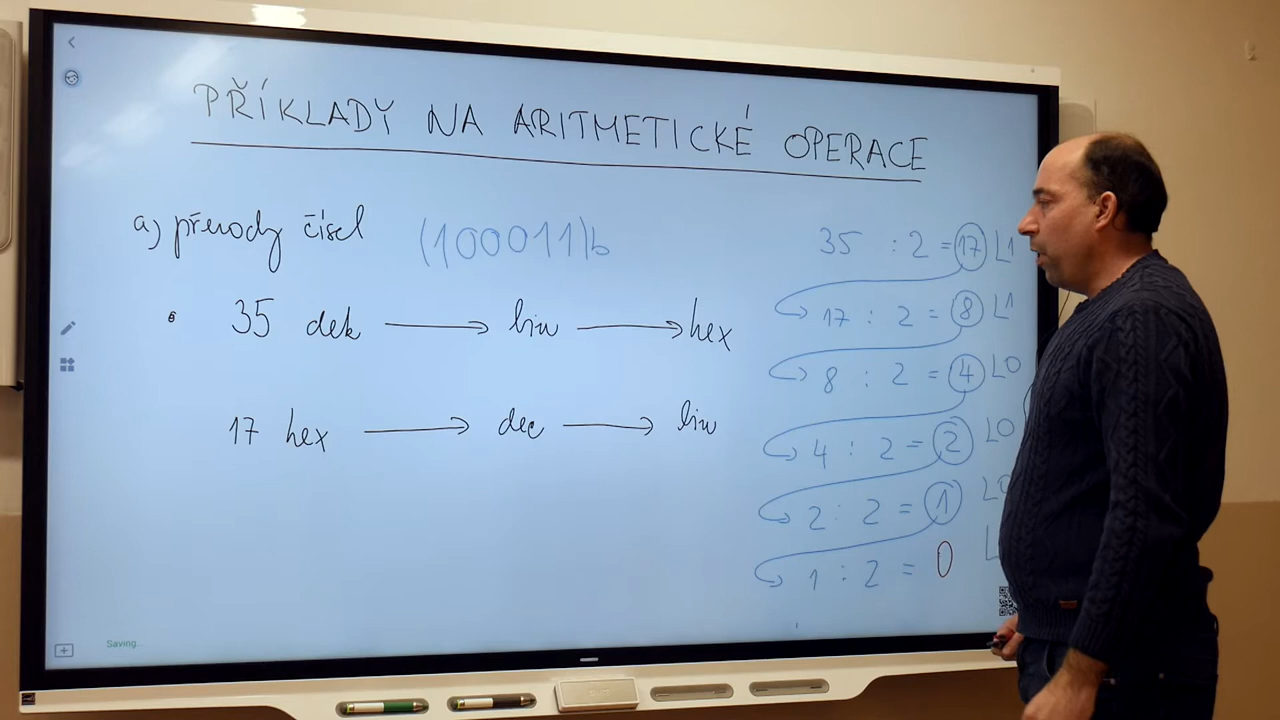 PŘÍKLADY NA ARITMETICKÉ OPERACE
a) převody čísel (100011)b
35 dek → bin → hex
17 hex → dec → bin
35 : 2 = 17 L1
17 : 2 = 8 L1
8 : 2 = 4 L0
4 : 2 = 2 L0
2 : 2 = 1 L0
1 : 2 = 0 L
Saving...